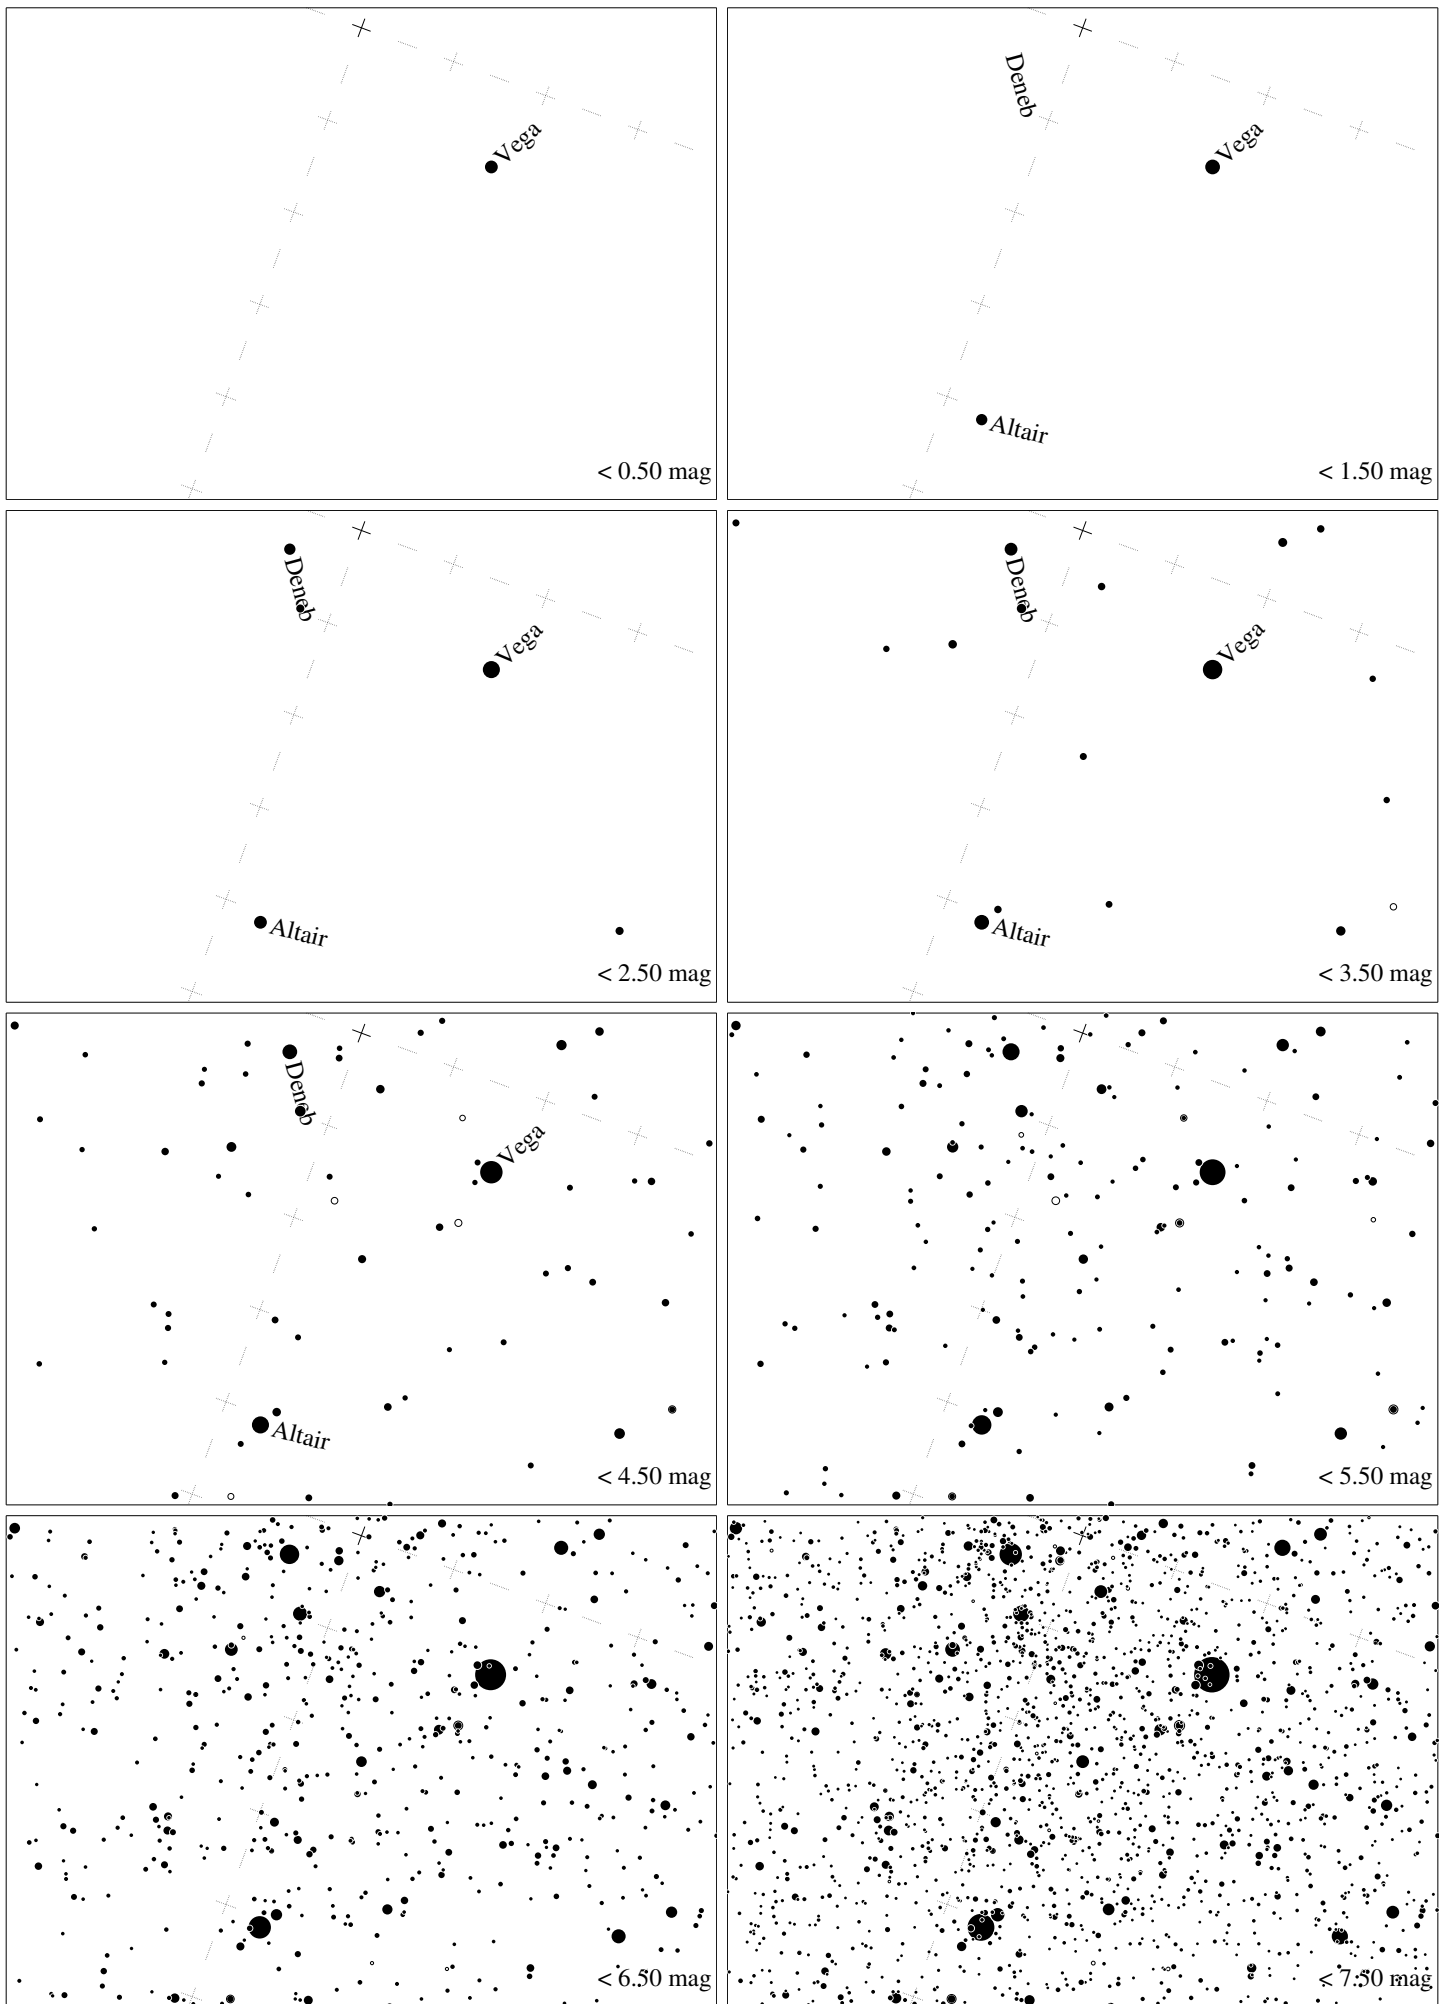 Vega
< 0.50 mag
Deneb
Vega
Altair
< 1.50 mag
Deneb
Vega
Altair
< 2.50 mag
Deneb
Vega
Altair
< 3.50 mag
Deneb
Vega
Altair
< 4.50 mag
< 5.50 mag
< 6.50 mag
< 7.50 mag